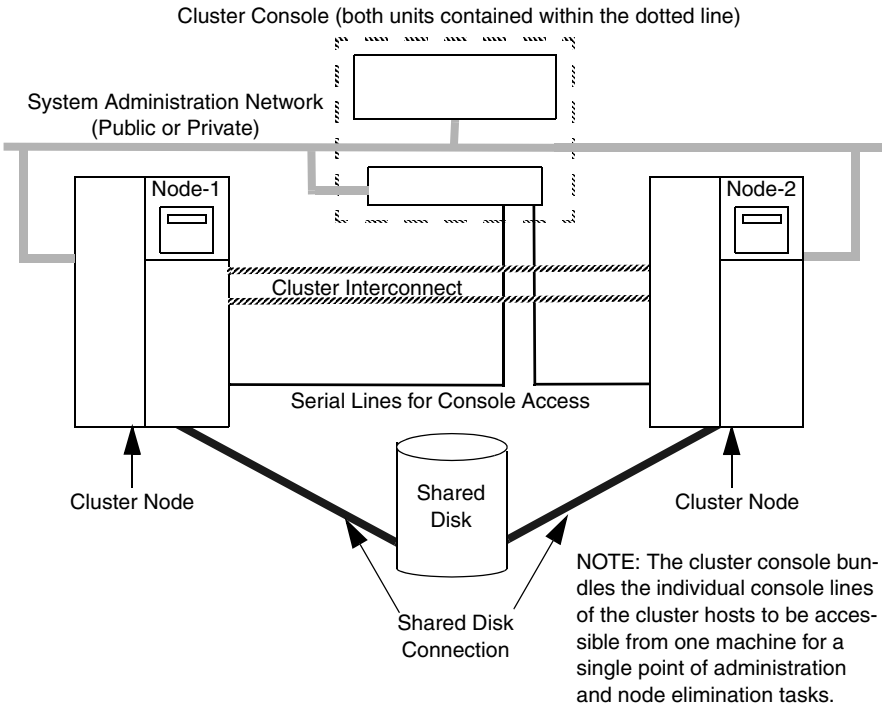 Cluster Console (both units contained within the dotted line)
System Administration Network
(Public or Private)
Node-1
Node-2
Cluster Interconnect
Serial Lines for Console Access
Shared
Disk
Cluster Node
Cluster Node
Shared Disk
Connection
NOTE: The cluster console bun-
dles the individual console lines
of the cluster hosts to be acces-
sible from one machine for a
single point of administration
and node elimination tasks.